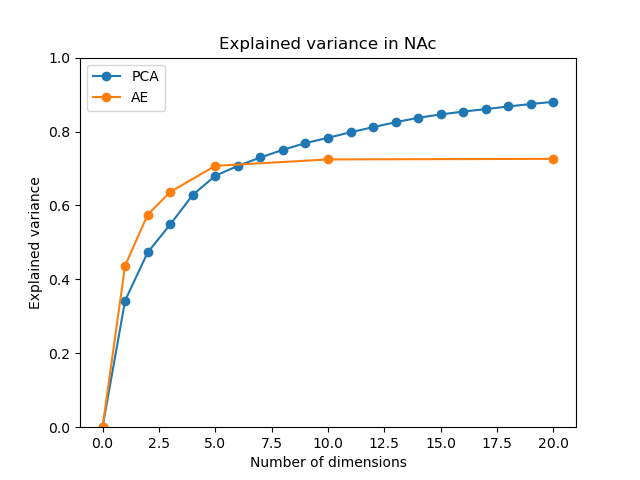 Explained variance in NAc
PCA
AE
1.0
0.8
0.6
0.4
0.2
0.0
Explained variance
0.0 2.5 5.0 7.5 10.0 12.5 15.0 17.5 20.0
Number of dimensions